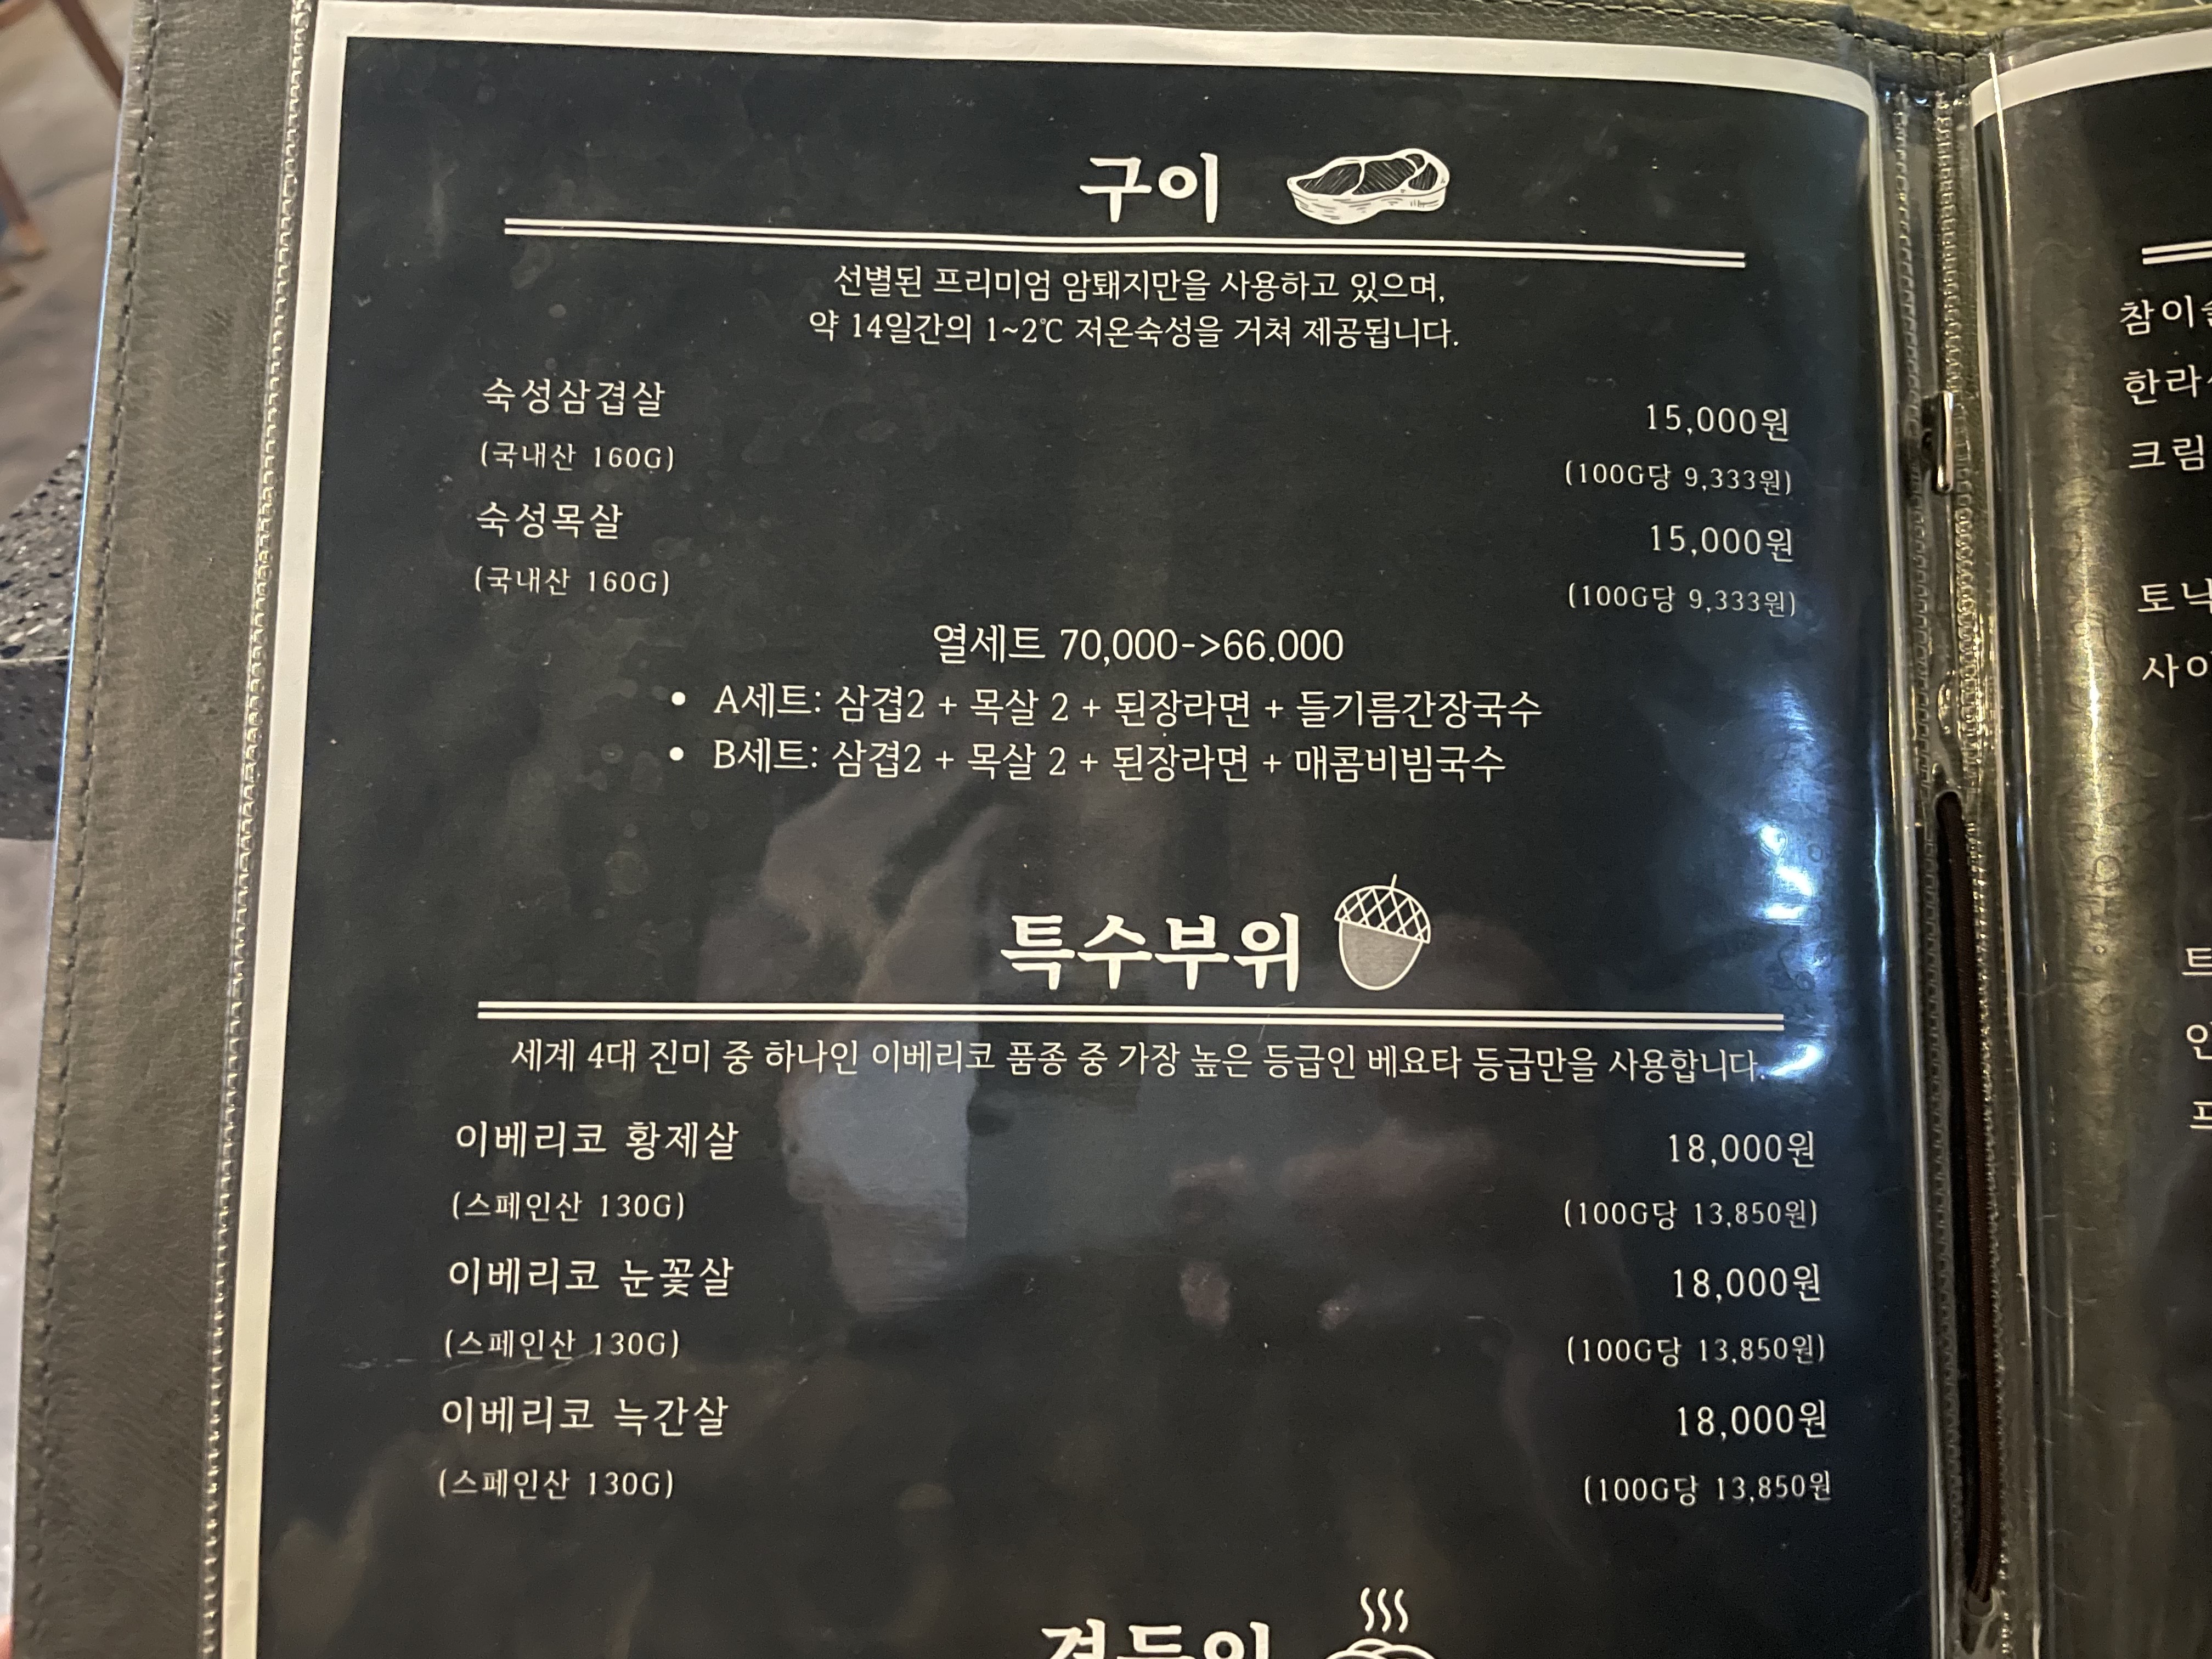 구이
선별된 프리미엄 암퇘지만을 사용하고 있으며,
약 14일간의 1~2℃ 저온숙성을 거쳐 제공됩니다.
숙성삼겹살
15,000원
(국내산 160G)
(100G당 9,333원)
숙성목살
15,000원
(국내산 160G)
(100G당 9,333원)
열세트 70,000->66.000
• A세트: 삼겹2 + 목살 2 + 된장라면 + 들기름간장국수
• B세트: 삼겹2 + 목살 2 + 된장라면 + 매콤비빔국수
특수부위
세계 4대 진미 중 하나인 이베리코 품종 중 가장 높은 등급인 베요타 등급만을 사용합니다.
이베리코 황제살
18,000원
(스페인산 130G)
(100G당 13,850원)
이베리코 눈꽃살
18,000원
(스페인산 130G)
(100G당 13,850원)
이베리코 늑간살
18,000원
(스페인산 130G)
(100G당 13,850원
참이
한라
크림
토닉
사이